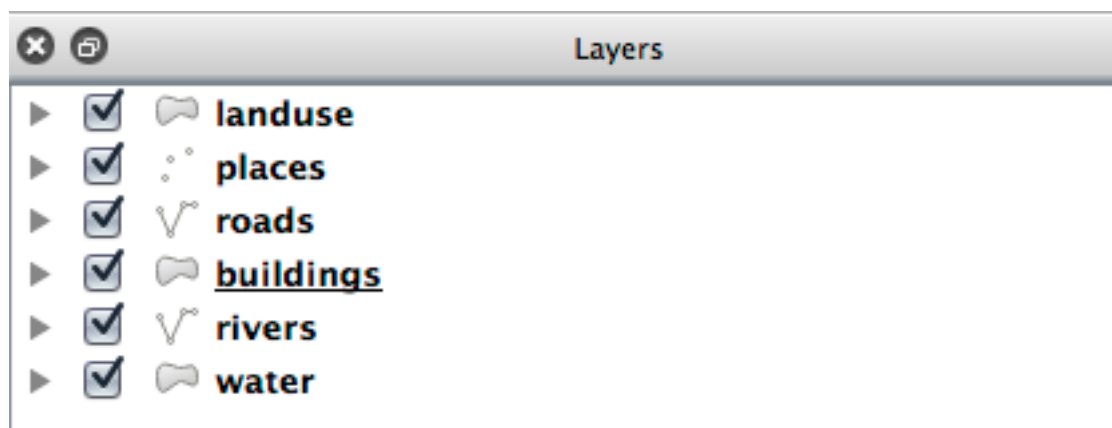 Layers
landuse
places
roads
buildings
rivers
water